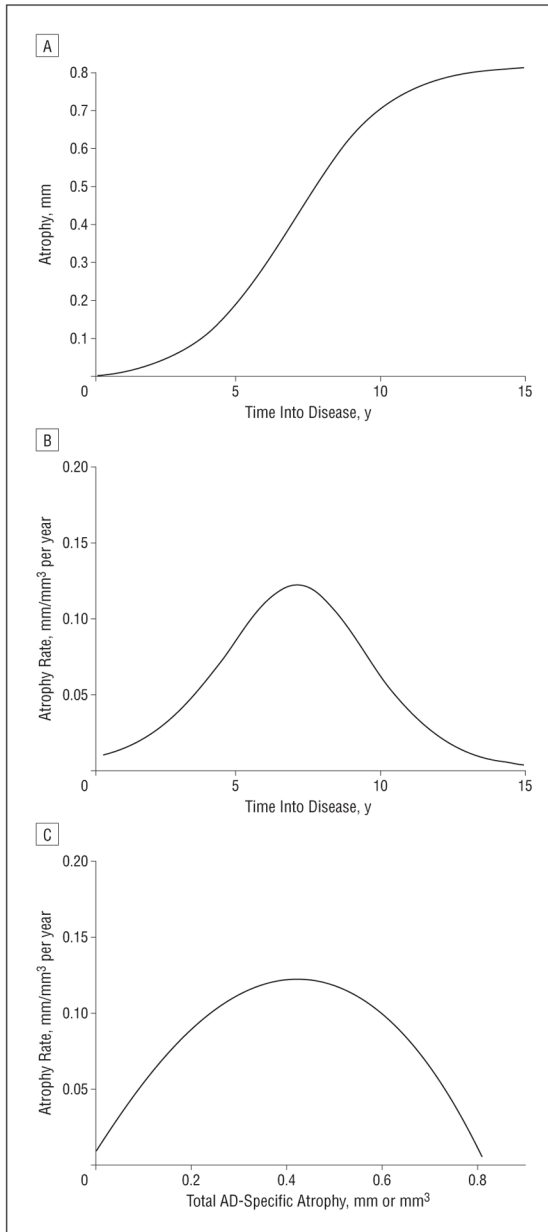 A
0.8
0.7
0.6
0.5
0.4
0.3
0.2
0.1
Atrophy, mm
0 5 10 15
Time Into Disease, y
B
0.20
0.15
0.10
0.05
Atrophy Rate, mm/mm³ per year
0 5 10 15
Time Into Disease, y
C
0.20
0.15
0.10
0.05
Atrophy Rate, mm/mm³ per year
0 0.2 0.4 0.6 0.8
Total AD-Specific Atrophy, mm or mm³